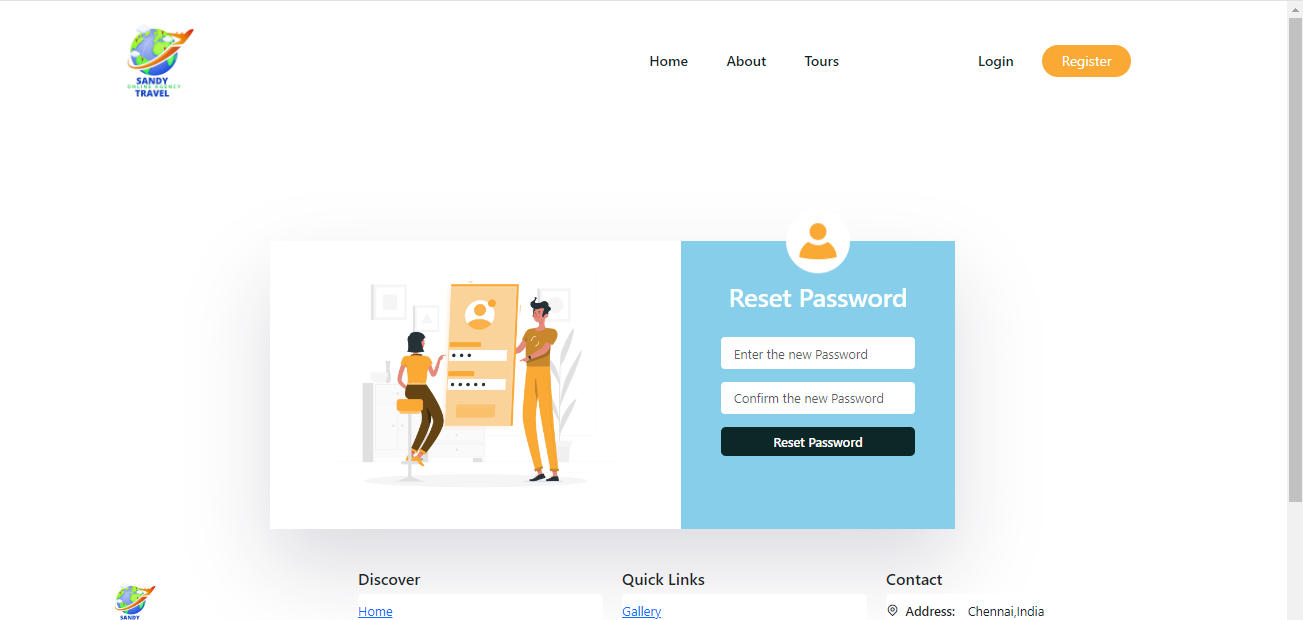 SANDY
ONLINE AGENCY
TRAVEL
Home
About
Tours
Login
Register
Reset Password
Enter the new Password
Confirm the new Password
Reset Password
SANDY
Discover
Home
Quick Links
Gallery
Contact
Address: Chennai,India